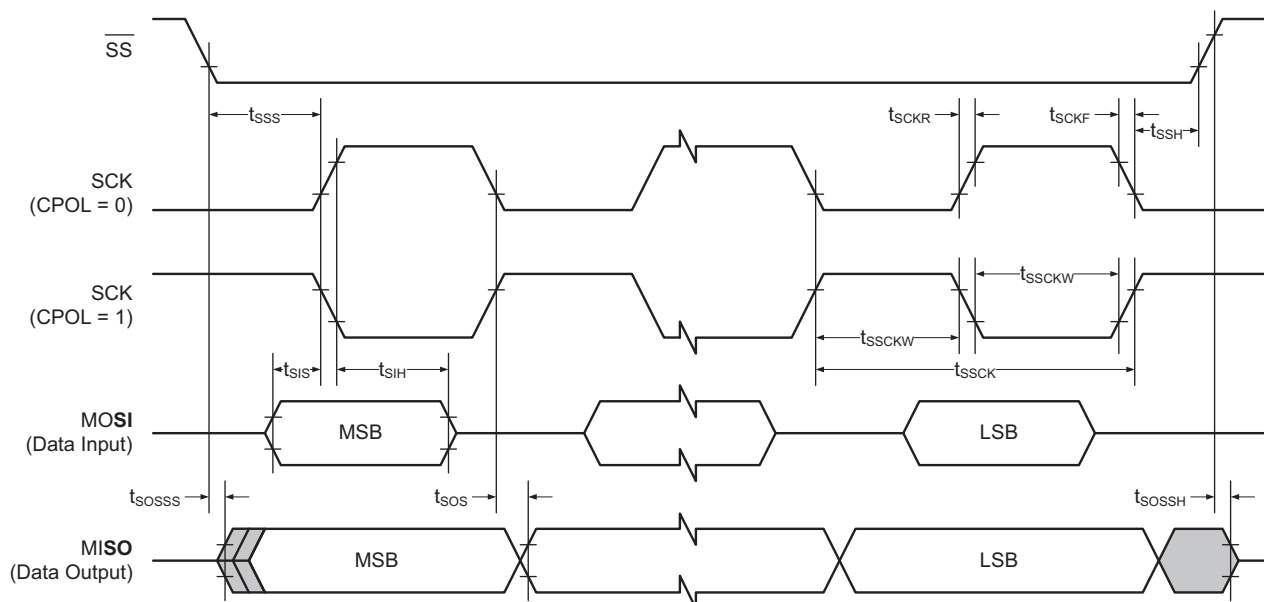 SS
tSSS
tSCKR
tSCKF
tSSH
SCK
(CPOL = 0)
SCK
(CPOL = 1)
tSSCKW
tSSCKW
tSSCK
tSIS
tSIH
MOSI
(Data Input)
MSB
LSB
tSOSSS
tSOS
tSOSSH
MISO
(Data Output)
MSB
LSB